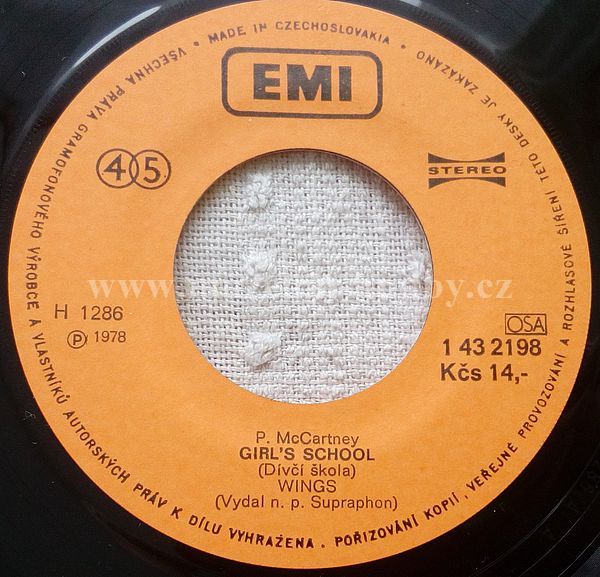 MADE IN CZECHOSLOVAKIA • VŠECHNA PRÁVA GRAMOFONOVÉHO VÝROBCE A VLASTNÍKŮ AUTORSKÝCH PRÁV K DÍLU VYHRAŽENA . POŘIZOVÁNÍ KOPIÍ , VEŘEJNÉ PROVOZOVÁNÍ A ROZHLASOVÉ ŠÍŘENÍ TÉTO DESKY JE ZAKÁZÁNO
EMI
45
STEREO
www.
.cz
H 1286
Ⓟ 1978
OSA
1 43 2198
Kčs 14,-
P. McCartney
GIRL'S SCHOOL
(Dívčí škola)
WINGS
(Vydal n. p. Supraphon)